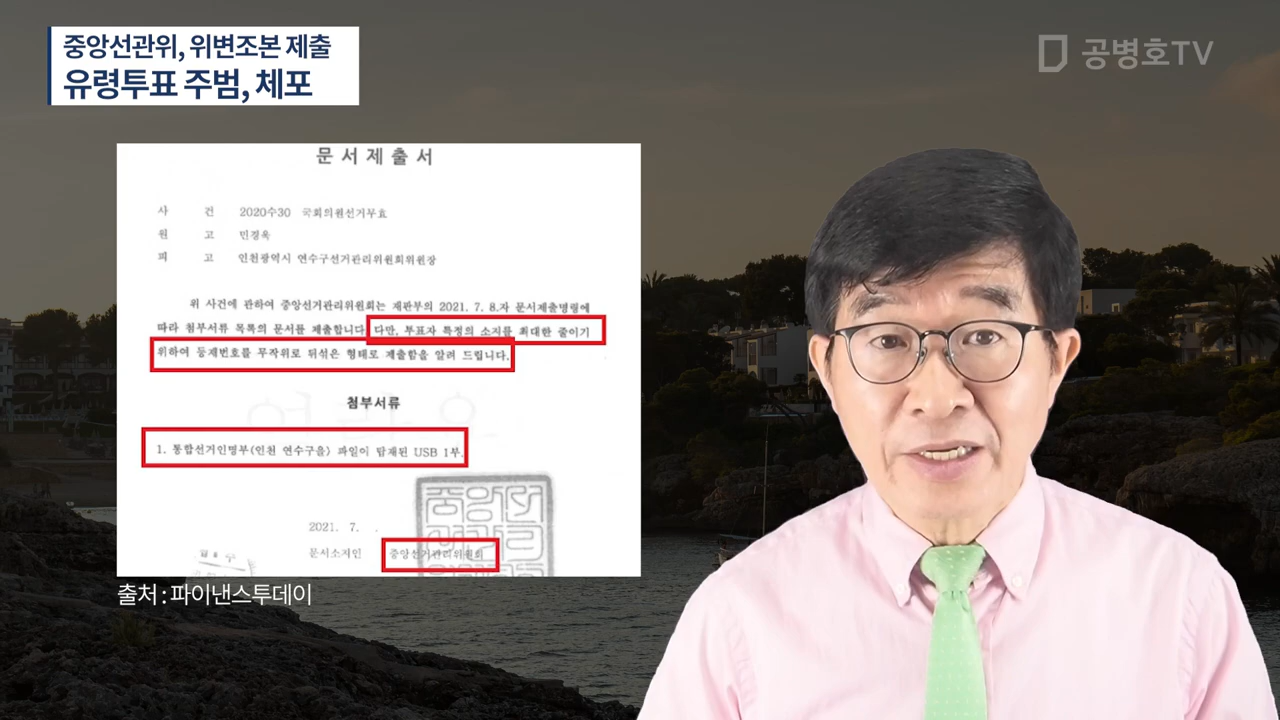 중앙선관위, 위변조본 제출
유령투표 주범, 체포
공병호TV
문서제출서
사 건 2020수30 국회의원선거무효
원 고 민경욱
피 고 인천광역시 연수구선거관리위원회위원장
위 사건에 관하여 중앙선거관리위원회는 재판부의 2021. 7. 8.자 문서제출명령에
따라 첨부서류 목록의 문서를 제출합니다. 다만, 투표자 특정의 소지를 최대한 줄이기
위하여 등재번호를 무작위로 뒤섞은 형태로 제출함을 알려 드립니다.
첨부서류
1. 통합선거인명부(인천 연수구을) 파일이 탑재된 USB 1부.
2021. 7. .
문서소지인 중앙선거관리위원회
출처 : 파이낸스투데이